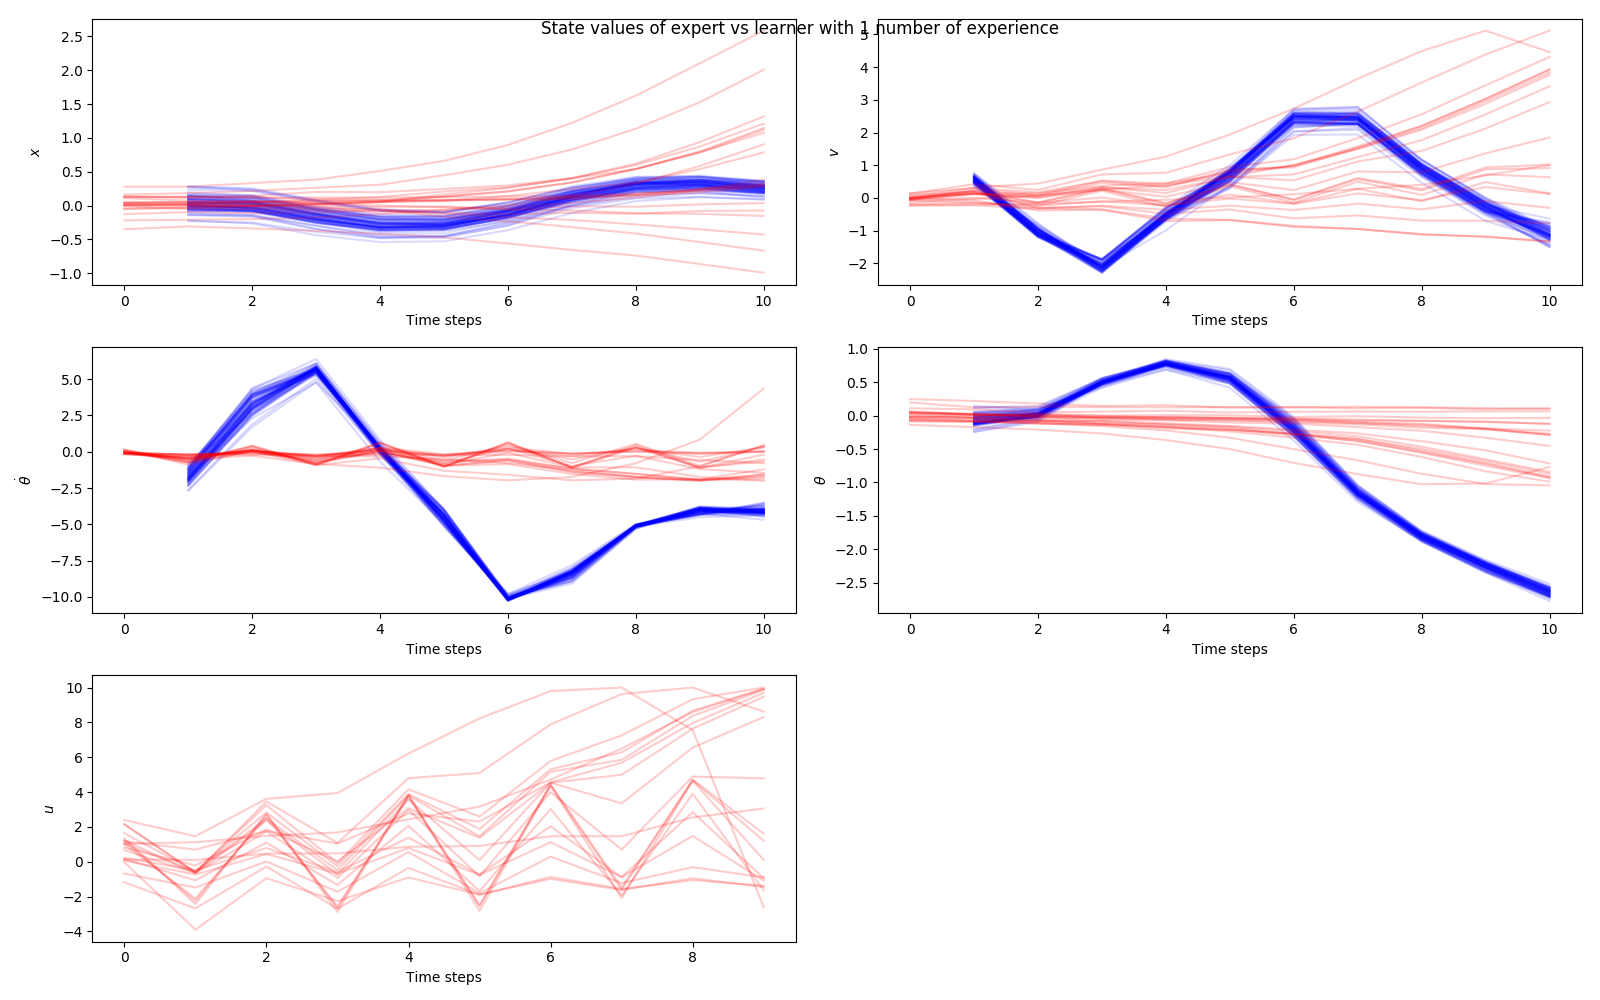 State values of expert vs learner with 1 number of experience
2.5
2.0
1.5
1.0
0.5
0.0
−0.5
−1.0
x
0 2 4 6 8 10
Time steps
5
4
3
2
1
0
−1
−2
v
0 2 4 6 8 10
Time steps
5.0
2.5
0.0
−2.5
−5.0
−7.5
−10.0
θ̇
0 2 4 6 8 10
Time steps
1.0
0.5
0.0
−0.5
−1.0
−1.5
−2.0
−2.5
θ
0 2 4 6 8 10
Time steps
10
8
6
4
2
0
−2
−4
u
0 2 4 6 8
Time steps